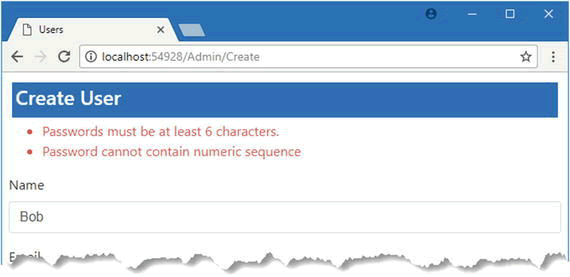 Users
localhost:54928/Admin/Create
Create User
Passwords must be at least 6 characters.
Password cannot contain numeric sequence
Name
Bob
Email